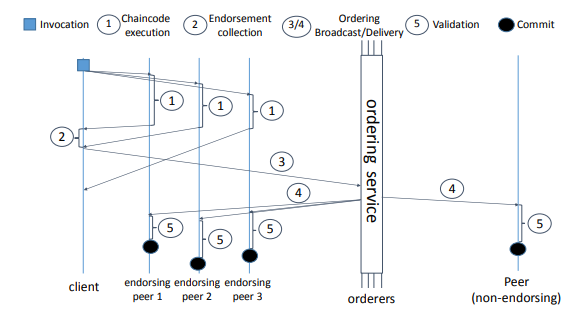 Invocation
1
Chaincode
execution
2
Endorsement
collection
3/4
Ordering
Broadcast/Delivery
5
Validation
Commit
1
1
1
2
3
4
4
5
5
5
5
ordering service
client
endorsing
peer 1
endorsing
peer 2
endorsing
peer 3
orderers
Peer
(non-endorsing)